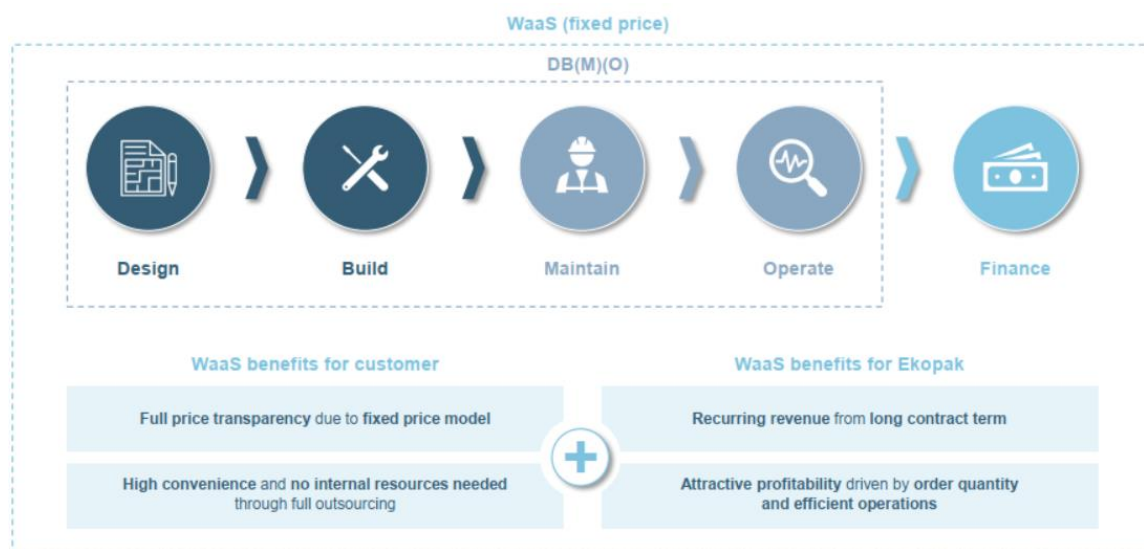 WaaS (fixed price)
DB(M)(O)
Design
Build
Maintain
Operate
Finance
WaaS benefits for customer
WaaS benefits for Ekopak
Full price transparency due to fixed price model
Recurring revenue from long contract term
High convenience and no internal resources needed
through full outsourcing
Attractive profitability driven by order quantity
and efficient operations